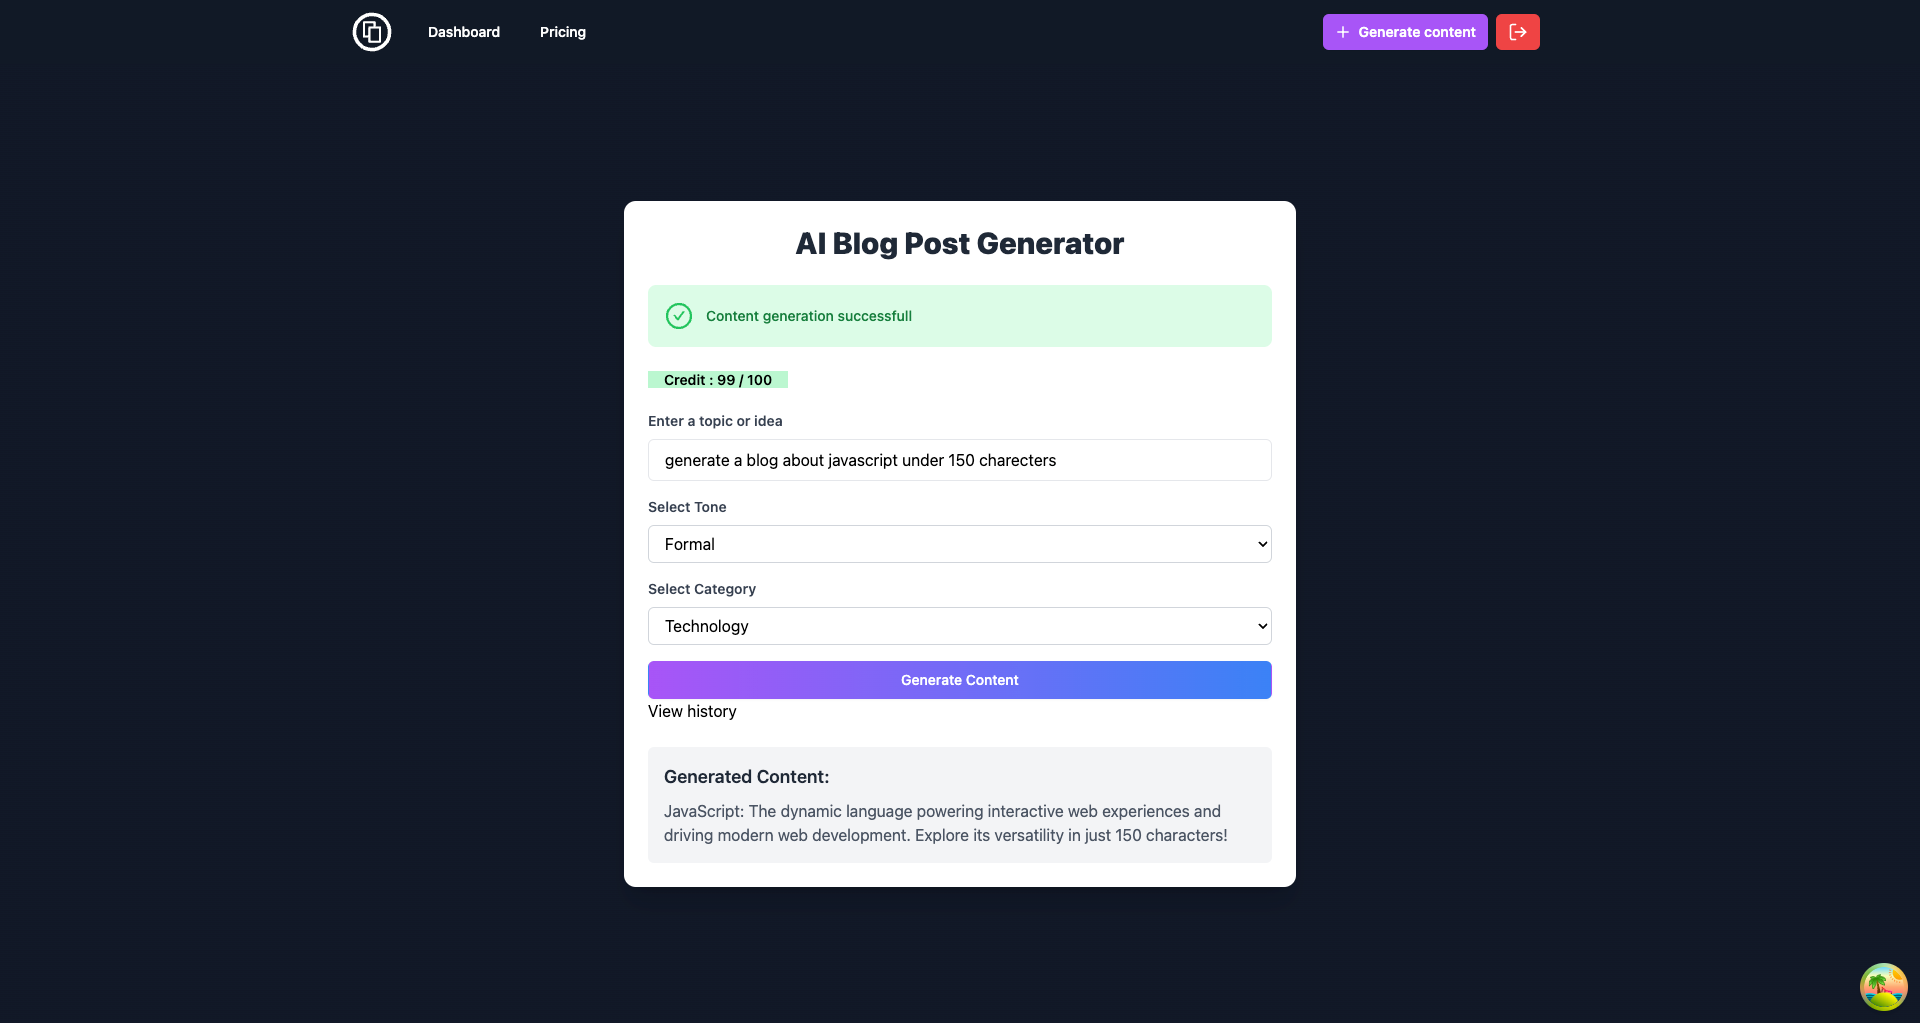 Dashboard
Pricing
Generate content
AI Blog Post Generator
Content generation successfull
Credit : 99 / 100
Enter a topic or idea
generate a blog about javascript under 150 charecters
Select Tone
Formal
Select Category
Technology
Generate Content
View history
Generated Content:
JavaScript: The dynamic language powering interactive web experiences and
driving modern web development. Explore its versatility in just 150 characters!